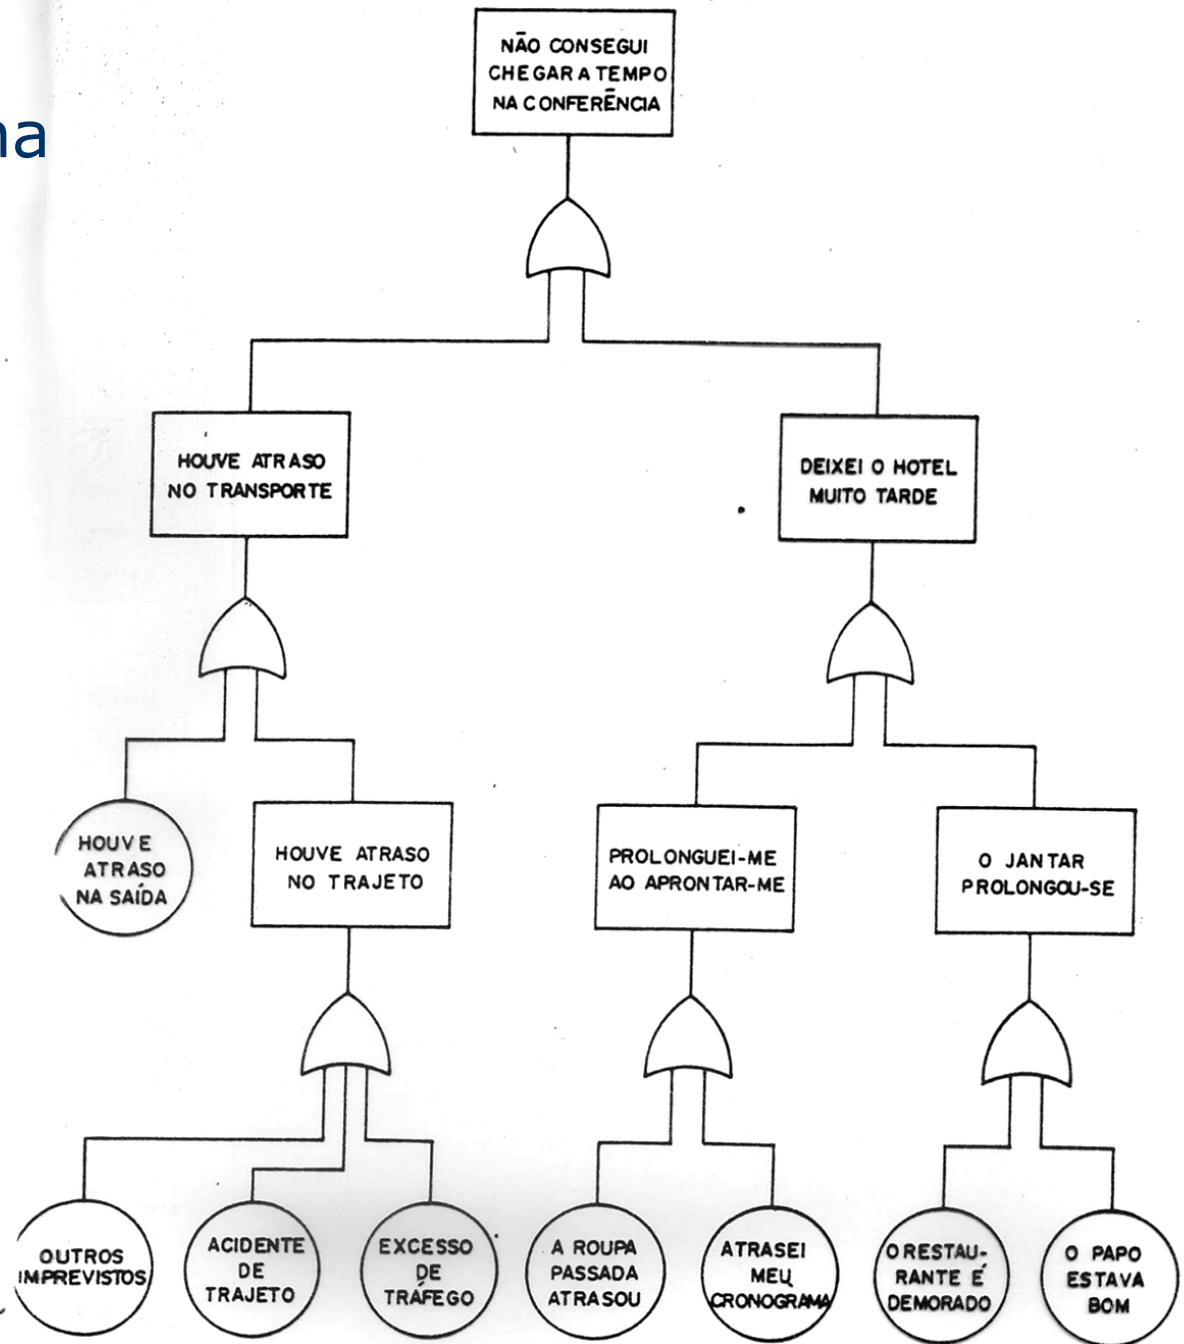 na
NÃO CONSEGUI
CHEGAR A TEMPO
NA CONFERÊNCIA
HOUVE ATRASO
NO TRANSPORTE
DEIXEI O HOTEL
MUITO TARDE
HOUVE
ATRASO
NA SAÍDA
HOUVE ATRASO
NO TRAJETO
PROLONGUEI-ME
AO APRONTAR-ME
O JANTAR
PROLONGOU-SE
OUTROS
IMPREVISTOS
ACIDENTE
DE
TRAJETO
EXCESSO
DE
TRÁFEGO
A ROUPA
PASSADA
ATRASOU
ATRASEI
MEU
CRONOGRAMA
O RESTAU-
RANTE É
DEMORADO
O PAPO
ESTAVA
BOM